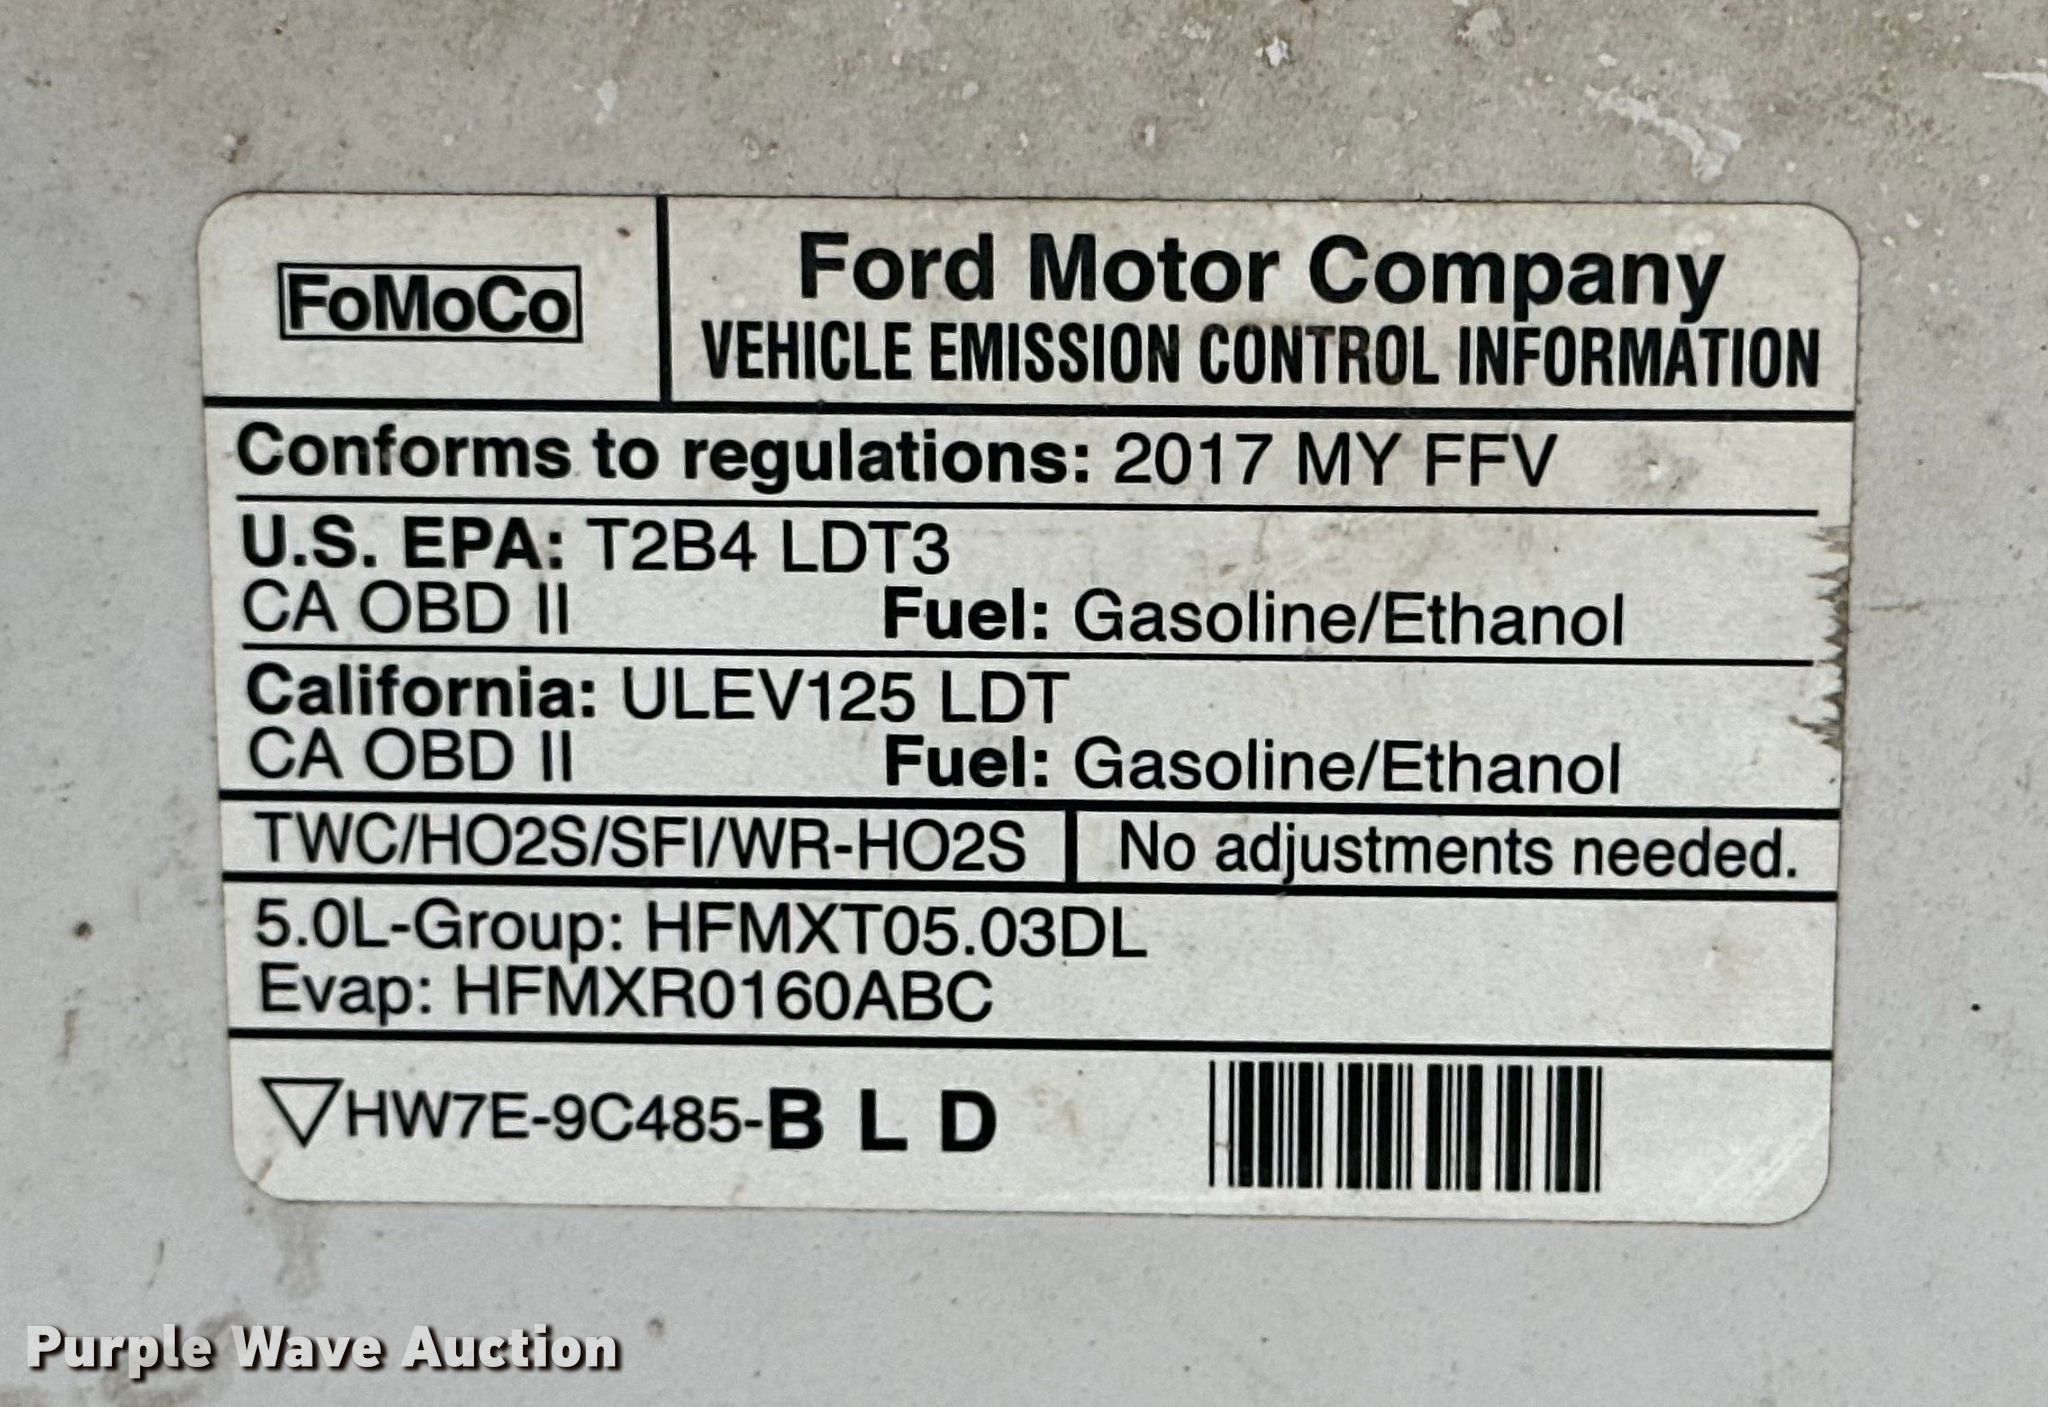 FoMoCo
Ford Motor Company
VEHICLE EMISSION CONTROL INFORMATION
Conforms to regulations: 2017 MY FFV
U.S. EPA: T2B4 LDT3
CA OBD II Fuel: Gasoline/Ethanol
California: ULEV125 LDT
CA OBD II Fuel: Gasoline/Ethanol
TWC/HO2S/SFI/WR-HO2S No adjustments needed.
5.0L-Group: HFMXT05.03DL
Evap: HFMXR0160ABC
HW7E-9C485-B L D
Purple Wave Auction